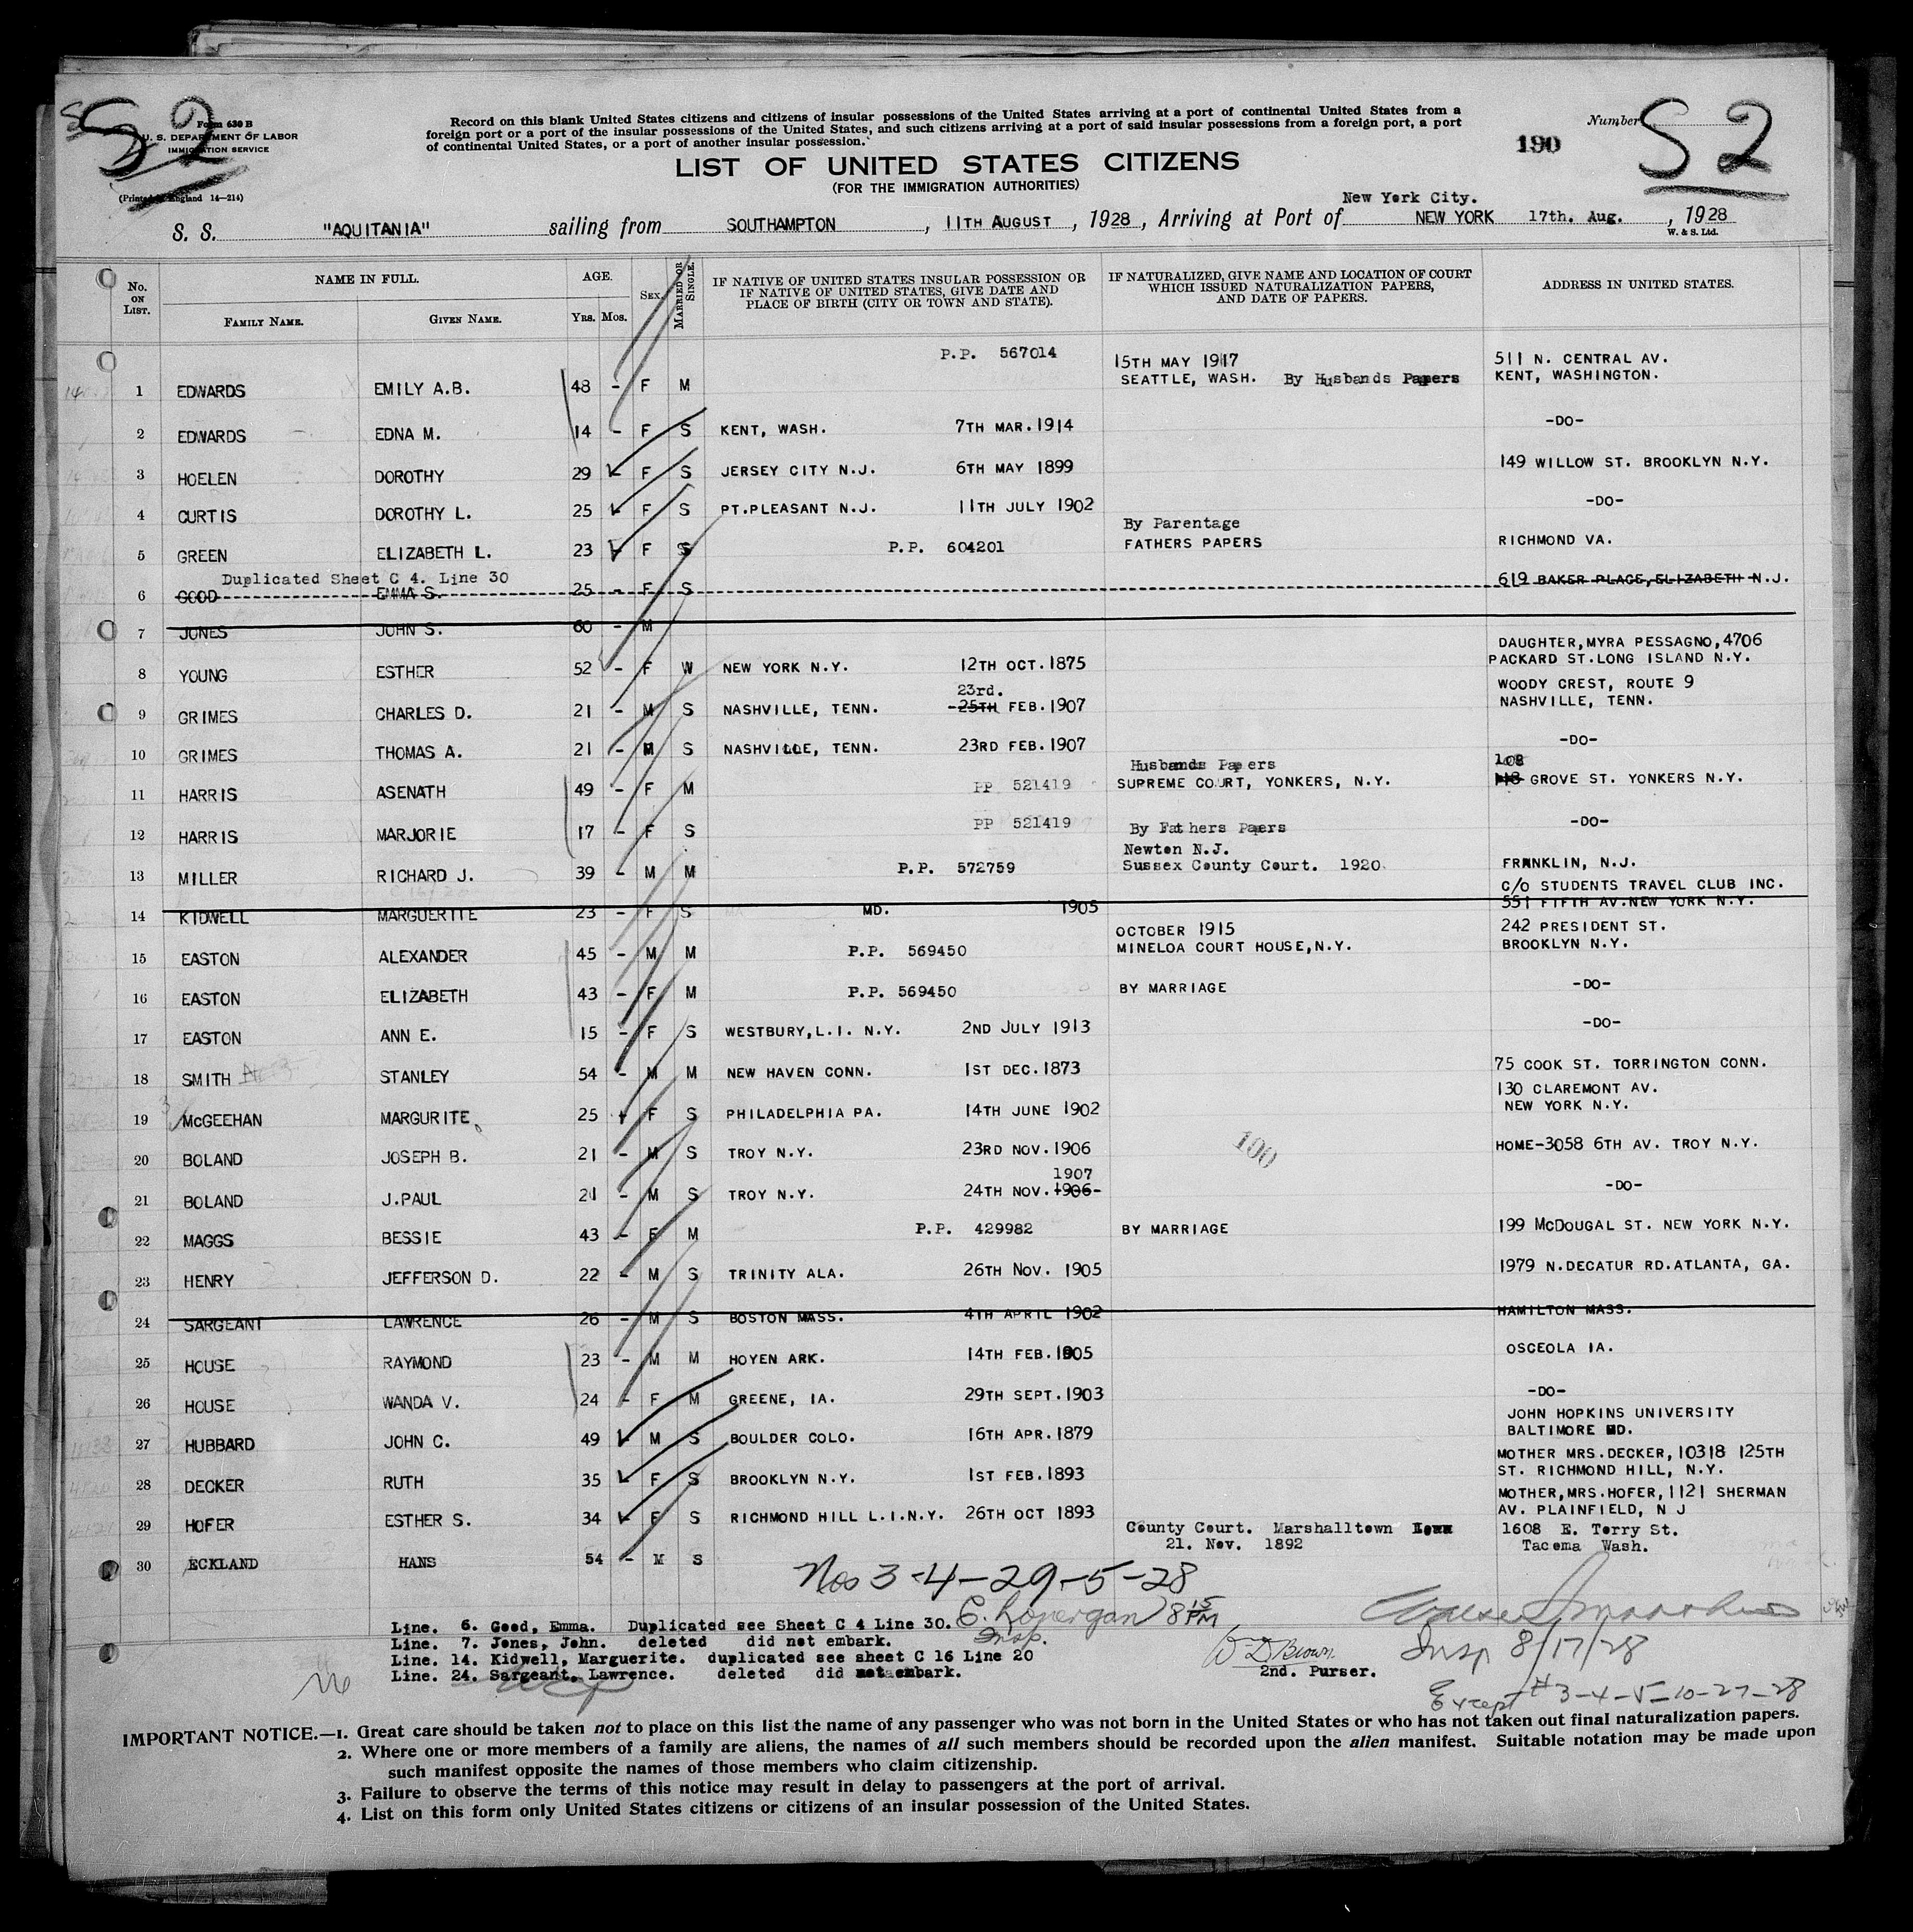 S2
Form 630 B
U. S. DEPARTMENT OF LABOR
IMMIGRATION SERVICE
(Printed in England 14—214)
Record on this blank United States citizens and citizens of insular possessions of the United States arriving at a port of continental United States from a
foreign port or a port of the insular possessions of the United States, and such citizens arriving at a port of said insular possessions from a foreign port, a port
of continental United States, or a port of another insular possession.
190
Number
S2
LIST OF UNITED STATES CITIZENS
(FOR THE IMMIGRATION AUTHORITIES)
New York City.
S. S. "AQUITANIA" sailing from SOUTHAMPTON, 11TH AUGUST, 1928, Arriving at Port of NEW YORK 17th. Aug., 1928
W. & S. Ltd.
No. ON LIST. NAME IN FULL. FAMILY NAME. GIVEN NAME. AGE. YRS. MOS. SEX. MARRIED OR SINGLE. IF NATIVE OF UNITED STATES INSULAR POSSESSION OR IF NATIVE OF UNITED STATES, GIVE DATE AND PLACE OF BIRTH (CITY OR TOWN AND STATE). IF NATURALIZED, GIVE NAME AND LOCATION OF COURT WHICH ISSUED NATURALIZATION PAPERS, AND DATE OF PAPERS. ADDRESS IN UNITED STATES.
P.P. 567014 15TH MAY 1917 511 N. CENTRAL AV.
1 EDWARDS EMILY A.B. 48 - F M SEATTLE, WASH. By Husbands Papers KENT, WASHINGTON.
2 EDWARDS EDNA M. 14 - F S KENT, WASH. 7TH MAR. 1914 -DO-
3 HOELEN DOROTHY 29 - F S JERSEY CITY N.J. 6TH MAY 1899 149 WILLOW ST. BROOKLYN N.Y.
4 CURTIS DOROTHY L. 25 - F S PT.PLEASANT N.J. 11TH JULY 1902 -DO-
By Parentage
5 GREEN ELIZABETH L. 23 - F S P.P. 604201 FATHERS PAPERS RICHMOND VA.
Duplicated Sheet C 4. Line 30
6 GOOD EMMA S. 25 - F S 619 BAKER PLACE, ELIZABETH N.J.
7 JONES JOHN S. 60 - M
DAUGHTER, MYRA PESSAGNO, 4706
8 YOUNG ESTHER 52 - F W NEW YORK N.Y. 12TH OCT. 1875 PACKARD ST. LONG ISLAND N.Y.
23rd. WOODY CREST, ROUTE 9
9 GRIMES CHARLES D. 21 - M S NASHVILLE, TENN. 25TH FEB. 1907 NASHVILLE, TENN.
10 GRIMES THOMAS A. 21 - M S NASHVILLE, TENN. 23RD FEB. 1907 -DO-
Husbands Papers 108
11 HARRIS ASENATH 49 - F M PP 521419 SUPREME COURT, YONKERS, N.Y. GROVE ST. YONKERS N.Y.
12 HARRIS MARJORIE 17 - F S PP 521419 By Fathers Paers -DO-
Newton N.J.
13 MILLER RICHARD J. 39 - M M P.P. 572759 Sussex County Court. 1920. FRANKLIN, N.J.
C/O STUDENTS TRAVEL CLUB INC.
14 KIDWELL MARGUERITE 23 - F S MD. 1905 551 FIFTH AV. NEW YORK N.Y.
OCTOBER 1915 242 PRESIDENT ST.
15 EASTON ALEXANDER 45 - M M P.P. 569450 MINELOA COURT HOUSE, N.Y. BROOKLYN N.Y.
16 EASTON ELIZABETH 43 - F M P.P. 569450 BY MARRIAGE -DO-
17 EASTON ANN E. 15 - F S WESTBURY, L.I. N.Y. 2ND JULY 1913 -DO-
18 SMITH STANLEY 54 - M M NEW HAVEN CONN. 1ST DEC. 1873 75 COOK ST. TORRINGTON CONN.
130 CLAREMONT AV.
19 McGEEHAN MARGURITE 25 - F S PHILADELPHIA PA. 14TH JUNE 1902 NEW YORK N.Y.
100
20 BOLAND JOSEPH B. 21 - M S TROY N.Y. 23RD NOV. 1906 HOME-3058 6TH AV. TROY N.Y.
1907
21 BOLAND J.PAUL 21 - M S TROY N.Y. 24TH NOV. 1906 -DO-
22 MAGGS BESSIE 43 - F M P.P. 429982 BY MARRIAGE 199 McDOUGAL ST. NEW YORK N.Y.
23 HENRY JEFFERSON D. 22 - M S TRINITY ALA. 26TH Nov. 1905 1979 N.DECATUR RD. ATLANTA, GA.
24 SARGEANT LAWRENCE 26 - M S BOSTON MASS. 4TH APRIL 1902 HAMILTON MASS.
25 HOUSE RAYMOND 23 - M M HOYEN ARK. 14TH FEB. 1905 OSCEOLA IA.
26 HOUSE WANDA V. 24 - F M GREENE, IA. 29TH SEPT. 1903 -DO-
JOHN HOPKINS UNIVERSITY
27 HUBBARD JOHN C. 49 - M S BOULDER COLO. 16TH APR. 1879 BALTIMORE MD.
MOTHER MRS. DECKER, 10318 125TH
28 DECKER RUTH 35 - F S BROOKLYN N.Y. 1ST FEB. 1893 ST. RICHMOND HILL, N.Y.
MOTHER, MRS. HOFER, 1121 SHERMAN
29 HOFER ESTHER S. 34 - F S RICHMOND HILL L.I.N.Y. 26TH OCT 1893 AV. PLAINFIELD, N J
County Court. Marshalltown Iowa 1608 E. Terry St.
21. Nov. 1892 Tacoma Wash.
30 ECKLAND HANS 54 - M S
Nos 3-4-29-5-28
Line. 6. Good, Emma. Duplicated see Sheet C 4 Line 30. E. Lonergan 8 15 PM
Insp.
Line. 7. Jones, John. deleted did not embark.
Line. 14. Kidwell, Marguerite. duplicated see sheet C 16 Line 20
Line. 24. Sargeant, Lawrence. deleted did not embark.
W D Brown.
2nd. Purser.
Insp 8/17/28
Except #3-4-5-10-27-28
IMPORTANT NOTICE.—1. Great care should be taken not to place on this list the name of any passenger who was not born in the United States or who has not taken out final naturalization papers.
2. Where one or more members of a family are aliens, the names of all such members should be recorded upon the alien manifest. Suitable notation may be made upon
such manifest opposite the names of those members who claim citizenship.
3. Failure to observe the terms of this notice may result in delay to passengers at the port of arrival.
4. List on this form only United States citizens or citizens of an insular possession of the United States.